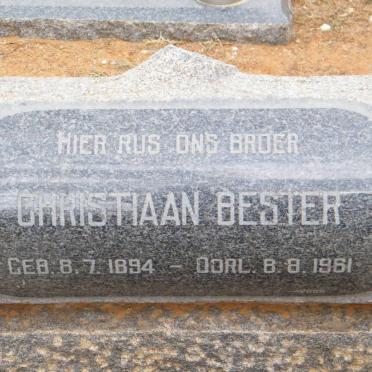 HIER RUS ONS BROER
CHRISTIAAN BESTER
GEB. 8. 7. 1894 - OORL. 8. 8. 1961